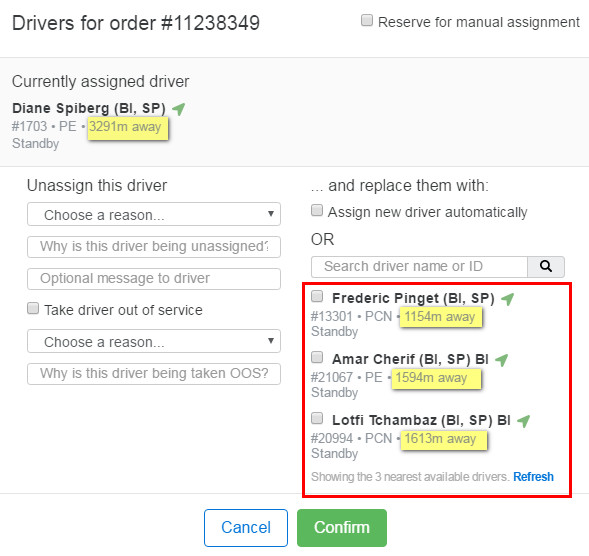 Drivers for order #11238349
Reserve for manual assignment
Currently assigned driver
Diane Spiberg (BI, SP)
#1703 • PE • 3291m away
Standby
Unassign this driver
Choose a reason...
Why is this driver being unassigned?
Optional message to driver
Take driver out of service
Choose a reason...
Why is this driver being taken OOS?
... and replace them with:
Assign new driver automatically
OR
Search driver name or ID
Frederic Pinget (BI, SP)
#13301 • PCN • 1154m away
Standby
Amar Cherif (BI, SP) BI
#21067 • PE • 1594m away
Standby
Lotfi Tchambaz (BI, SP) BI
#20994 • PCN • 1613m away
Standby
Showing the 3 nearest available drivers. Refresh
Cancel
Confirm